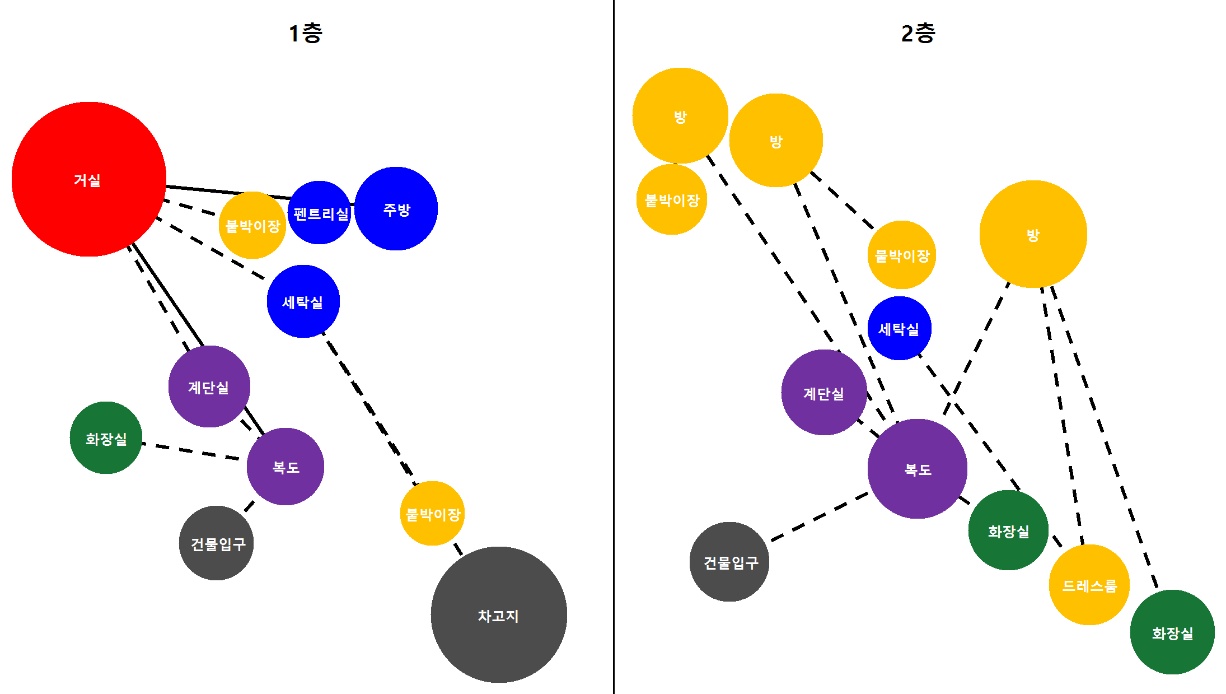 1층
거실
붙박이장
펜트리실
주방
세탁실
계단실
화장실
복도
건물입구
붙박이장
차고지
2층
방
방
붙박이장
방
붙박이장
세탁실
계단실
복도
화장실
건물입구
드레스룸
화장실